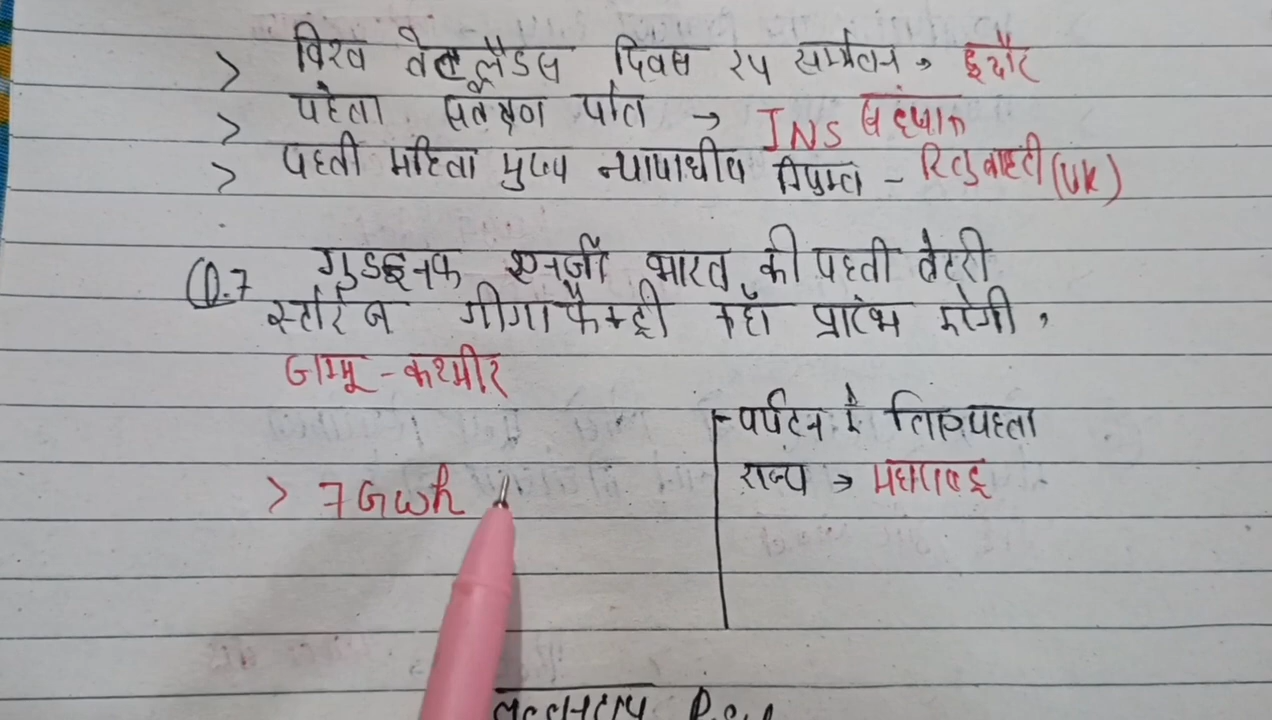 > विश्व वेटलैंडस दिवस २५ सम्मेलन → इंदौर
> पहला सर्वेक्षण पोत → INS संध्याक
> पहली महिला मुख्य न्यायाधीश नियुक्त - रितु बाहरी (UK)
Q.7 गुडइनफ एनर्जी भारत की पहली बैटरी
स्टोरेज गीगा फैक्ट्री कहाँ प्रारंभ करेगी,
जम्मू - कश्मीर
> 7 Gwh
- पर्यटन के लिए पहला
राज्य → महाराष्ट्र